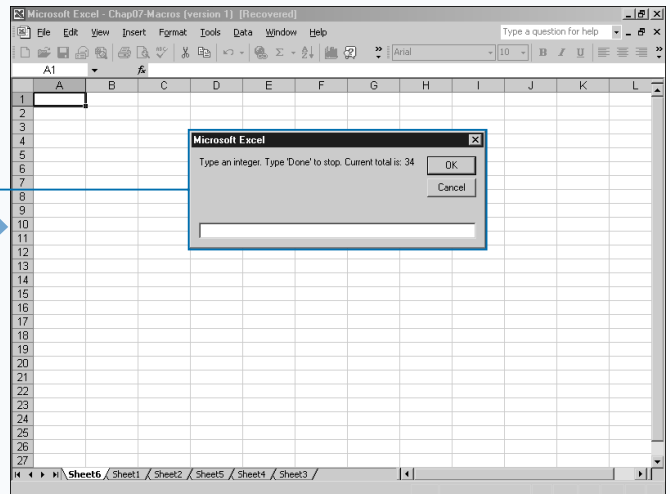 Microsoft Excel - Chap07-Macros (version 1) [Recovered]
File Edit View Insert Format Tools Data Window Help Type a question for help
Arial 10 B I U
A1 fx
A B C D E F G H I J K L
1
2
3
4
5
6
7
8
9
10
11
12
13
14
15
16
17
18
19
20
21
22
23
24
25
26
27
Microsoft Excel
Type an integer. Type 'Done' to stop. Current total is: 34
OK
Cancel
Sheet6 Sheet1 Sheet2 Sheet5 Sheet4 Sheet3